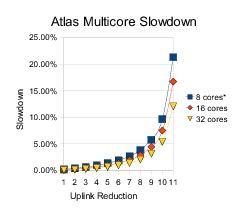 Atlas Multicore Slowdown
25.00%
20.00%
15.00%
10.00%
5.00%
0.00%
Slowdown
8 cores*
16 cores
32 cores
1 2 3 4 5 6 7 8 9 10 11
Uplink Reduction